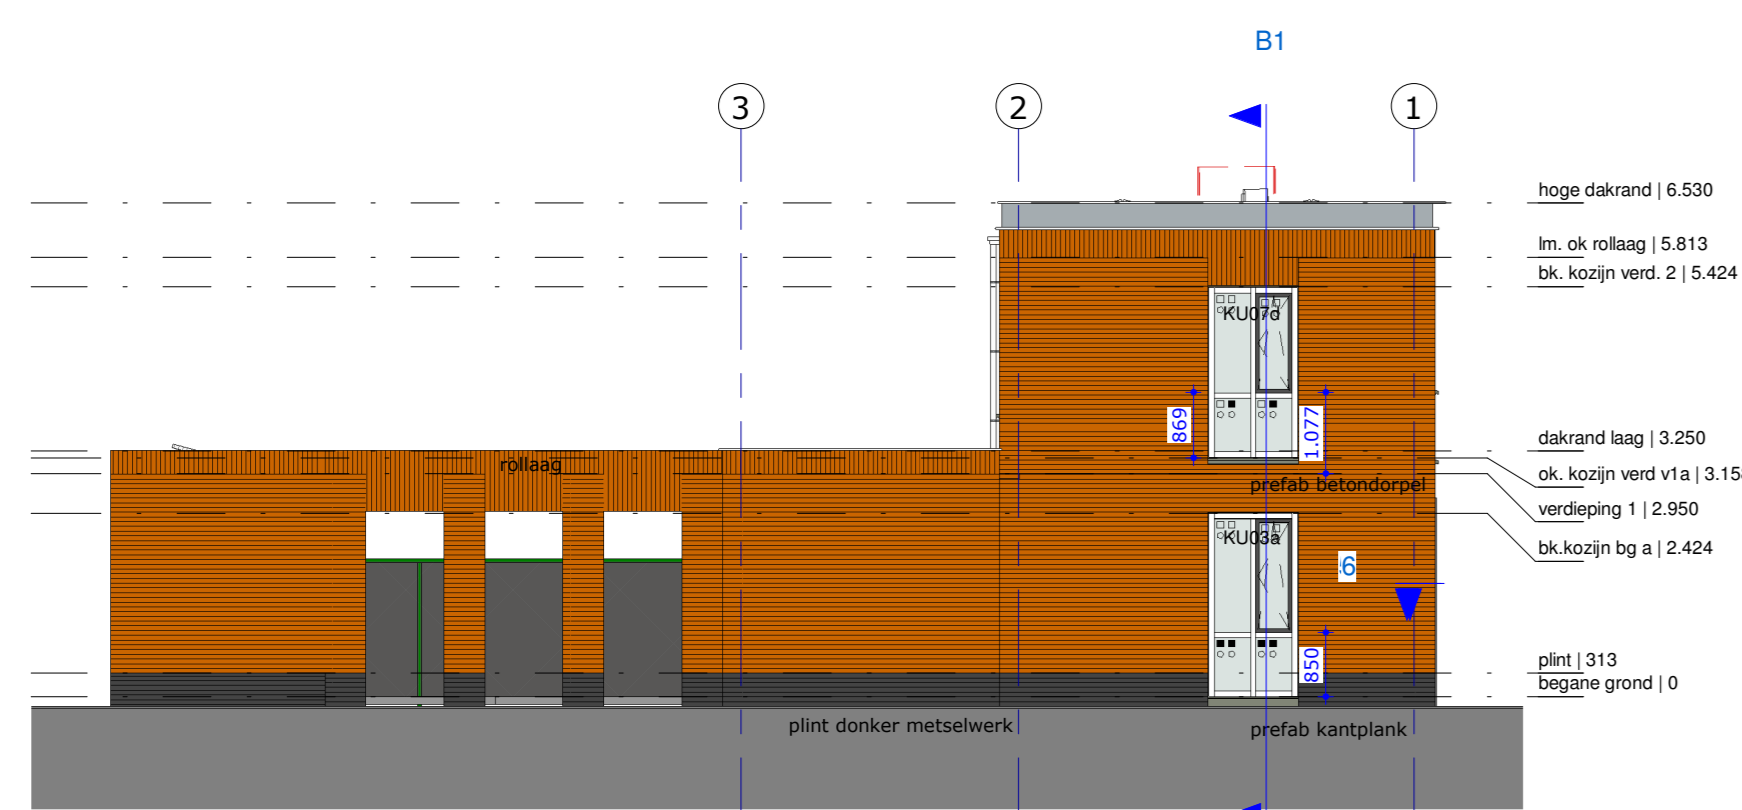 B1
3
2
1
hoge dakrand | 6.530
lm. ok rollaag | 5.813
bk. kozijn verd. 2 | 5.424
KU07d
869
1.077
dakrand laag | 3.250
rollaag
ok. kozijn verd v1a | 3.15
prefab betondorpel
verdieping 1 | 2.950
KU03a
bk.kozijn bg a | 2.424
6
850
plint | 313
begane grond | 0
plint donker metselwerk
prefab kantplank